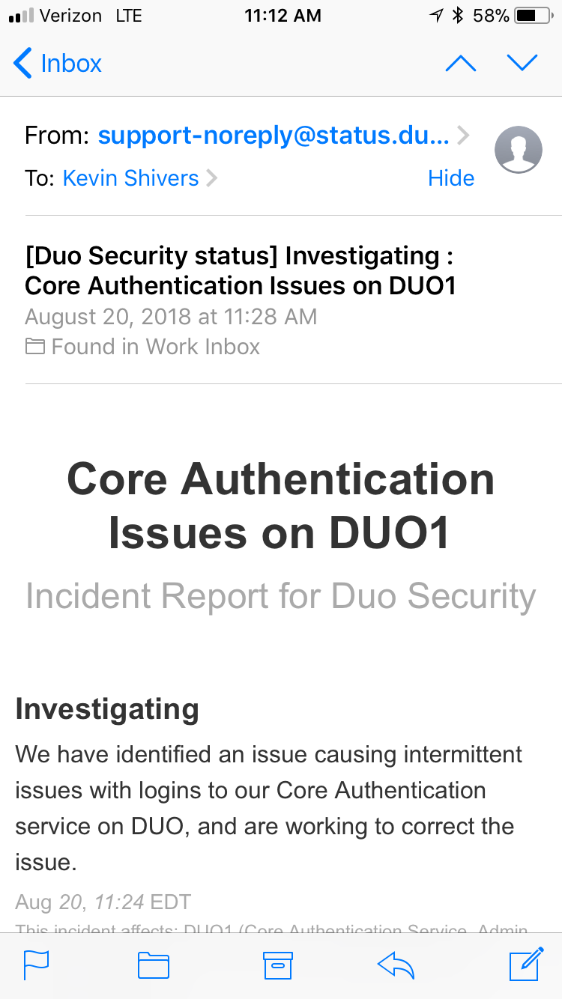 Verizon LTE 11:12 AM 58%
Inbox
From: support-noreply@status.du...
To: Kevin Shivers Hide
[Duo Security status] Investigating :
Core Authentication Issues on DUO1
August 20, 2018 at 11:28 AM
Found in Work Inbox
Core Authentication
Issues on DUO1
Incident Report for Duo Security
Investigating
We have identified an issue causing intermittent
issues with logins to our Core Authentication
service on DUO, and are working to correct the
issue.
Aug 20, 11:24 EDT
This incident affects: DUO1 (Core Authentication Service, Admin